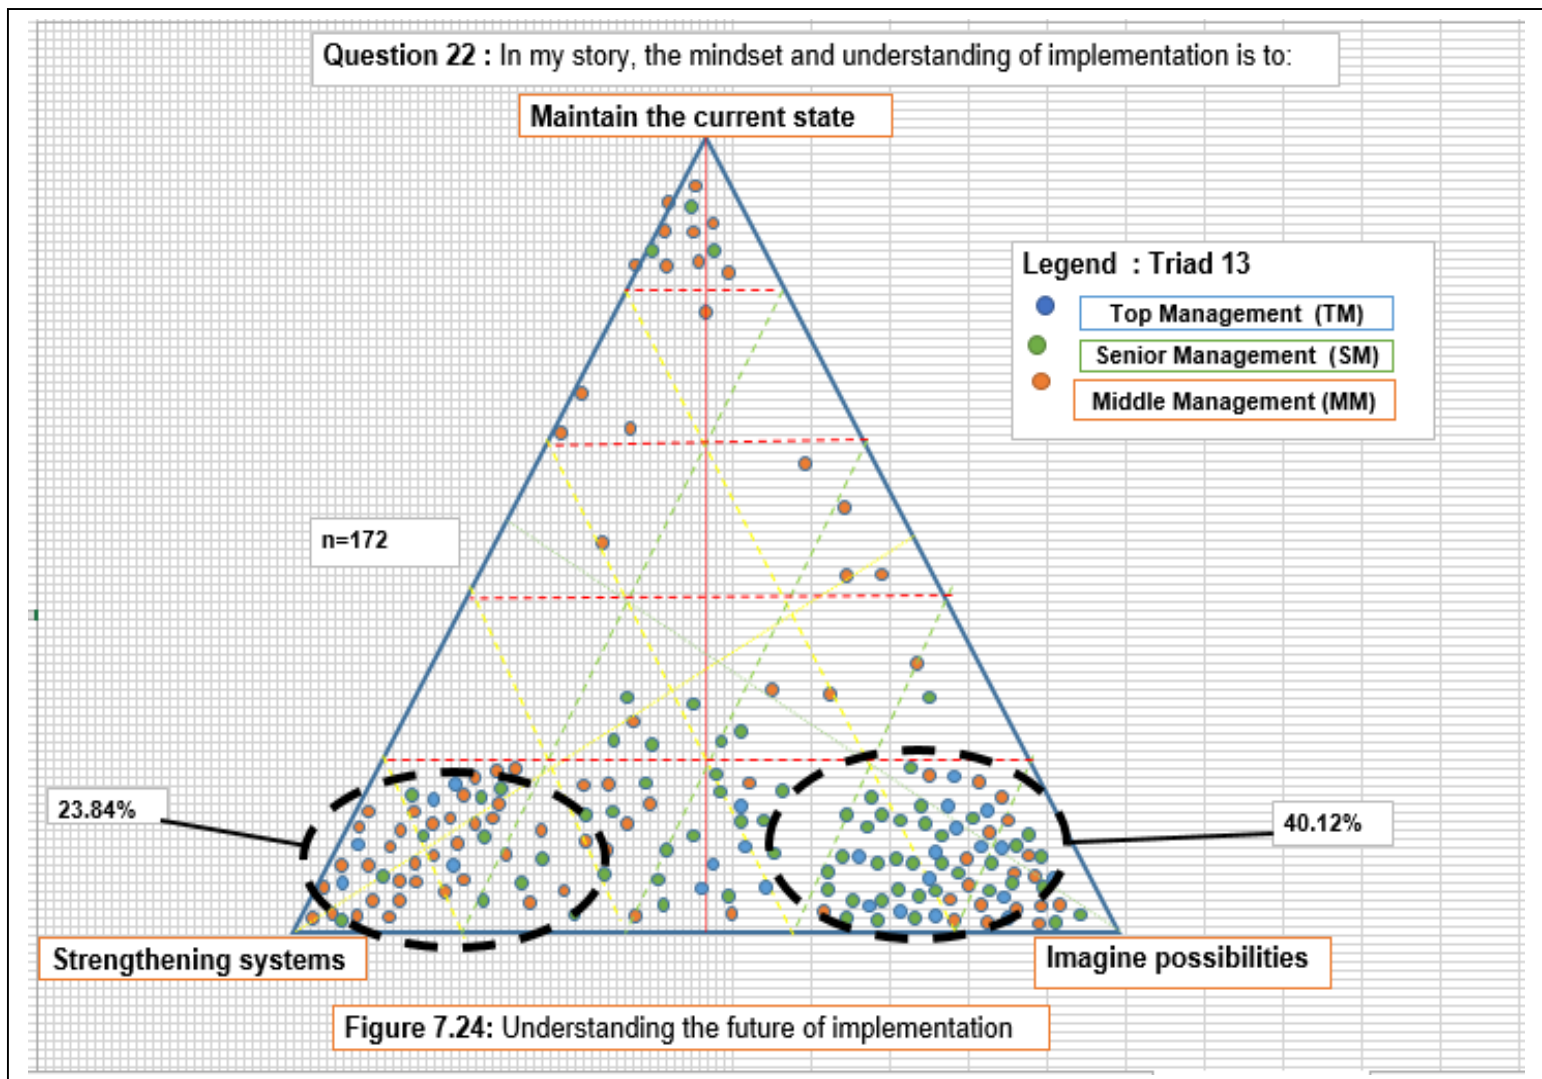 Question 22 : In my story, the mindset and understanding of implementation is to:
Maintain the current state
Legend : Triad 13
Top Management (TM)
Senior Management (SM)
Middle Management (MM)
n=172
23.84%
40.12%
Strengthening systems
Imagine possibilities
Figure 7.24: Understanding the future of implementation